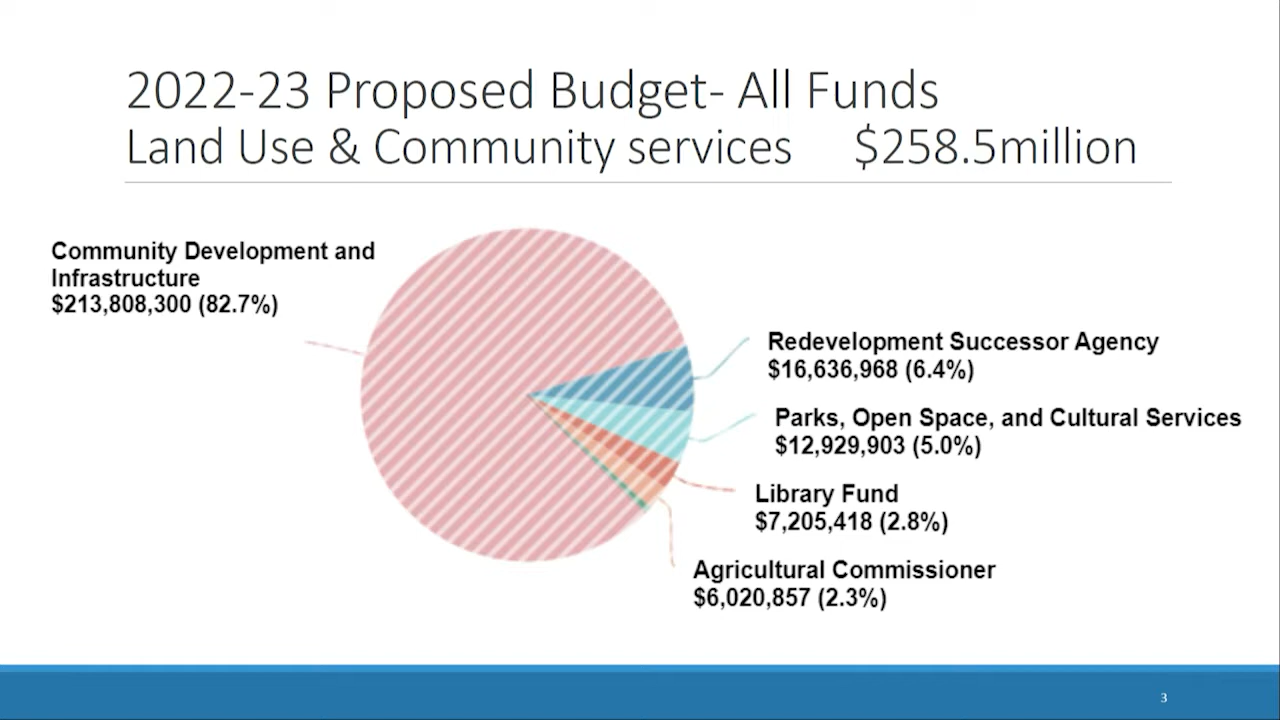 2022-23 Proposed Budget- All Funds
Land Use & Community services $258.5million
Community Development and
Infrastructure
$213,808,300 (82.7%)
Redevelopment Successor Agency
$16,636,968 (6.4%)
Parks, Open Space, and Cultural Services
$12,929,903 (5.0%)
Library Fund
$7,205,418 (2.8%)
Agricultural Commissioner
$6,020,857 (2.3%)
3